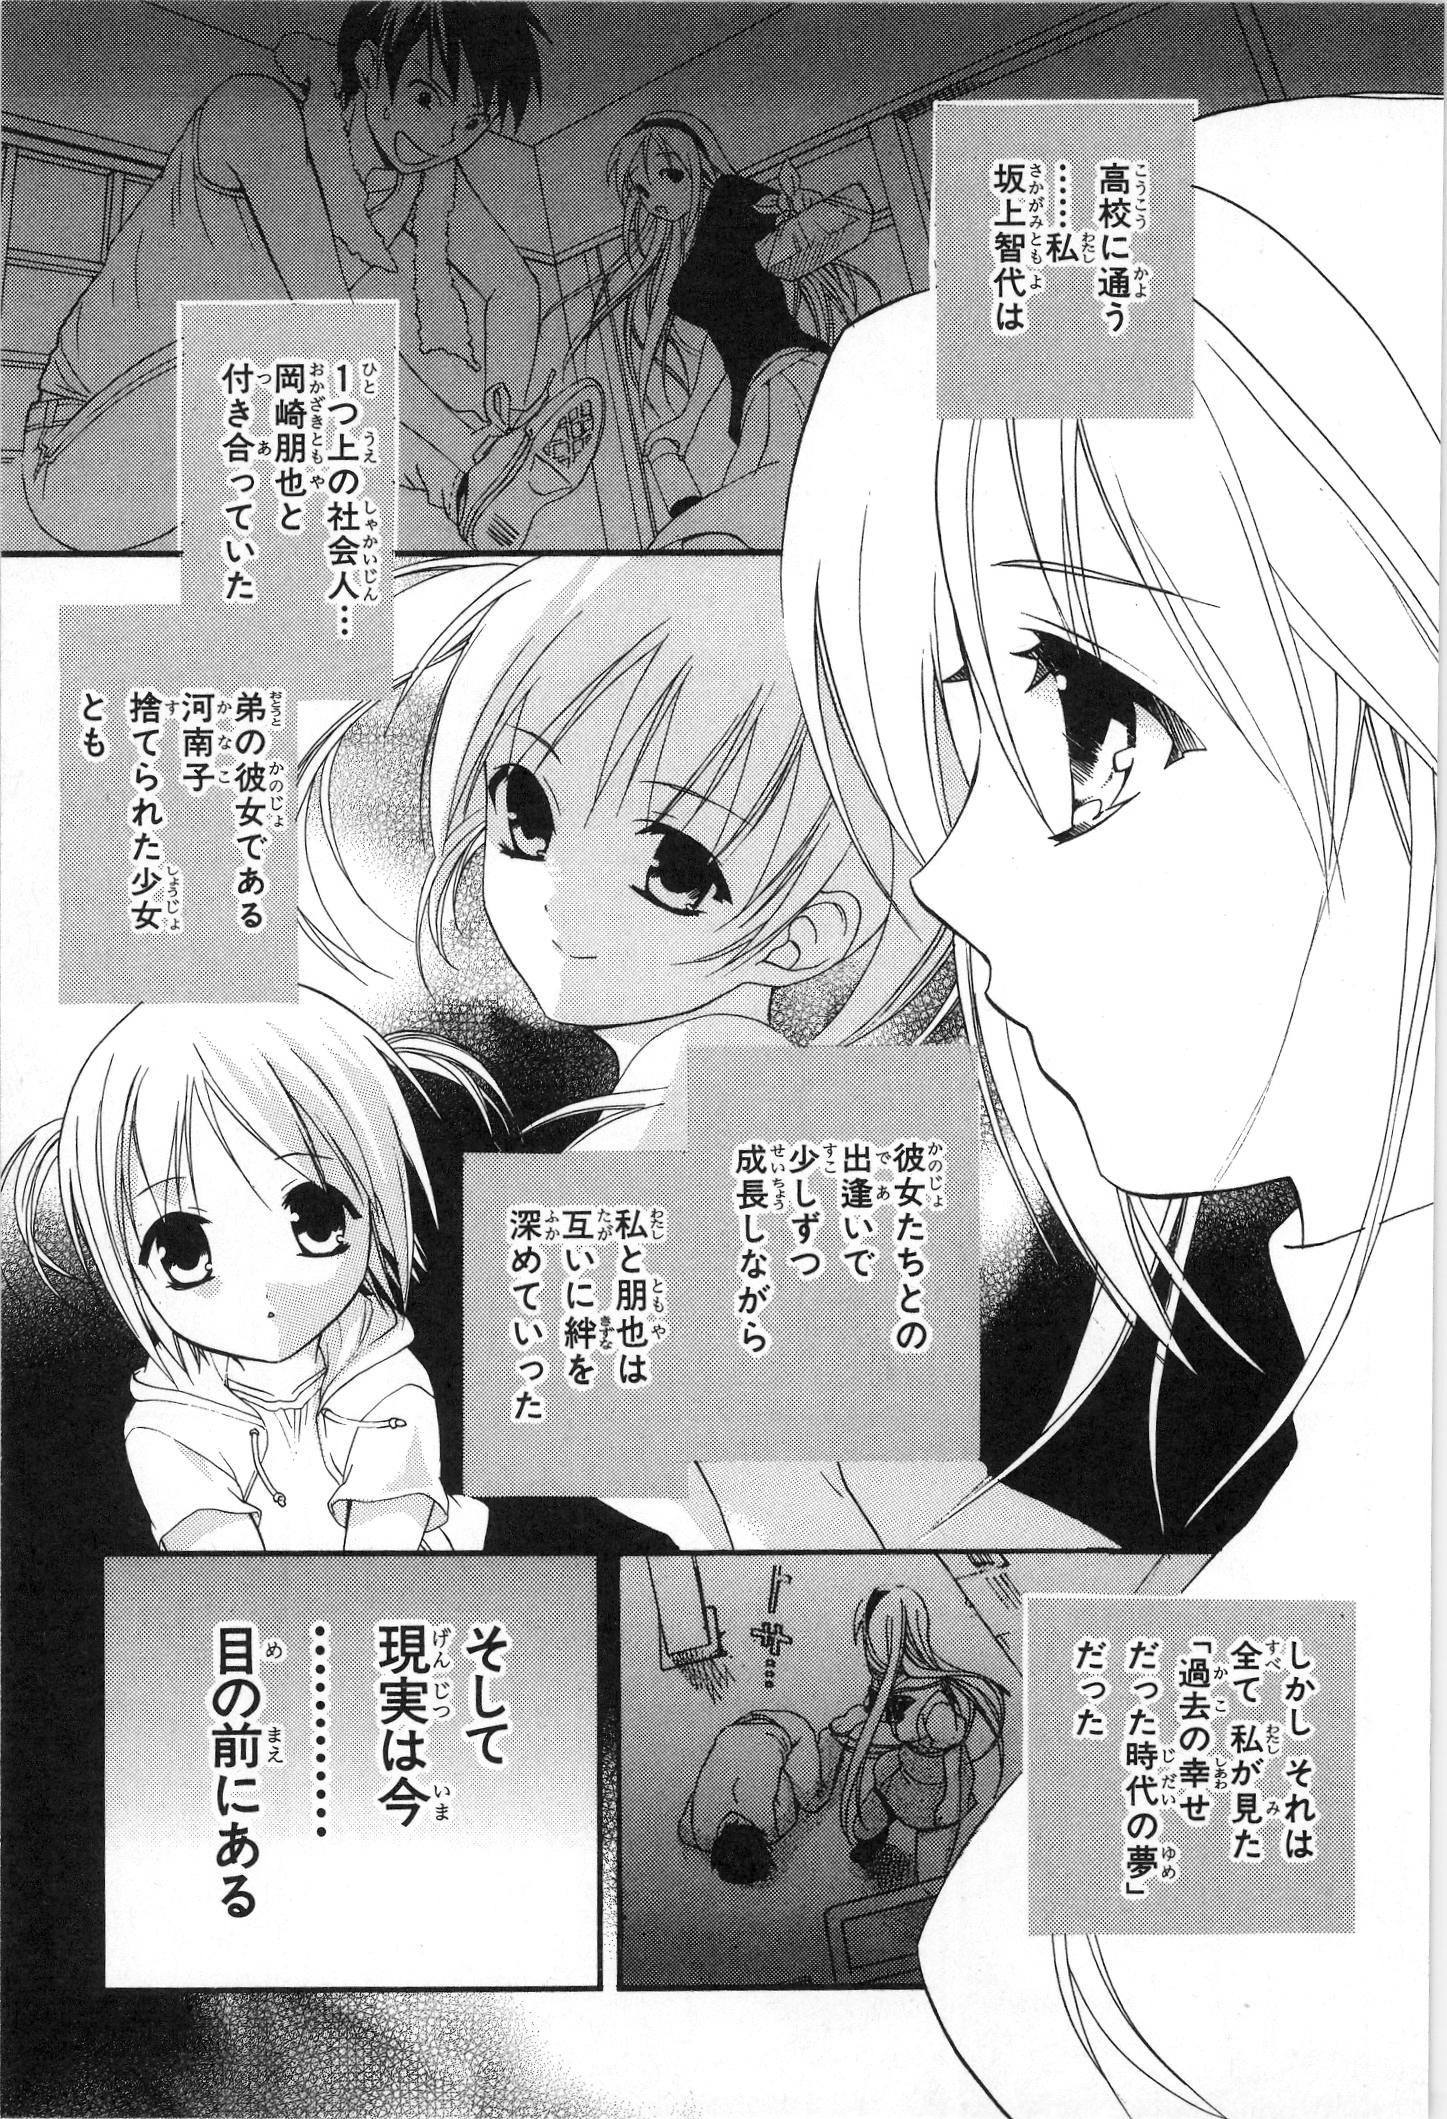 高校に通う
……私
坂上智代は
1つ上の社会人…
岡崎朋也と
付き合っていた
弟の彼女である
河南子
捨てられた少女
とも
彼女たちとの
出逢いで
少しずつ
成長しながら
私と朋也は
互いに絆を
深めていった
しかし それは
全て 私が見た
「過去の幸せ
だった時代の夢」
だった
ドサ…
そして
現実は今
…………
目の前にある